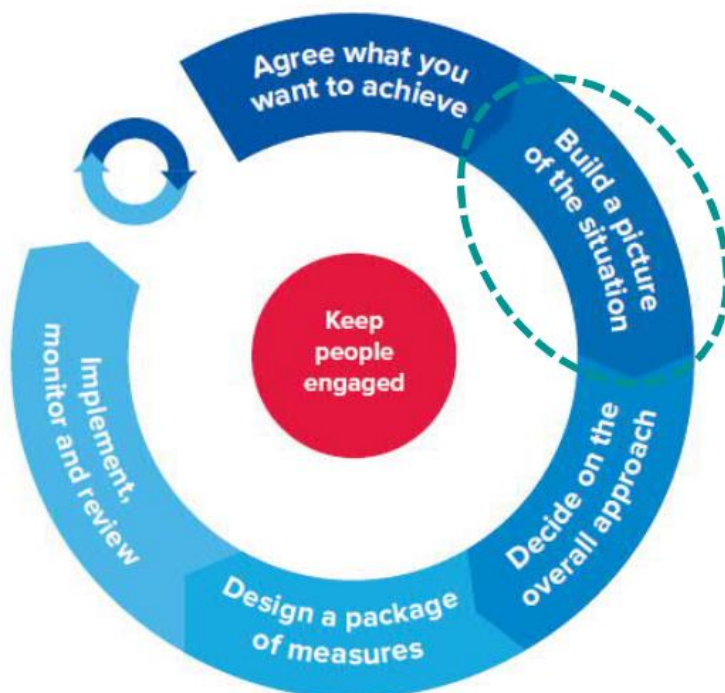 Agree what you
want to achieve
Build a picture
of the situation
Decide on the
overall approach
Design a package
of measures
Implement,
monitor and review
Keep
people
engaged